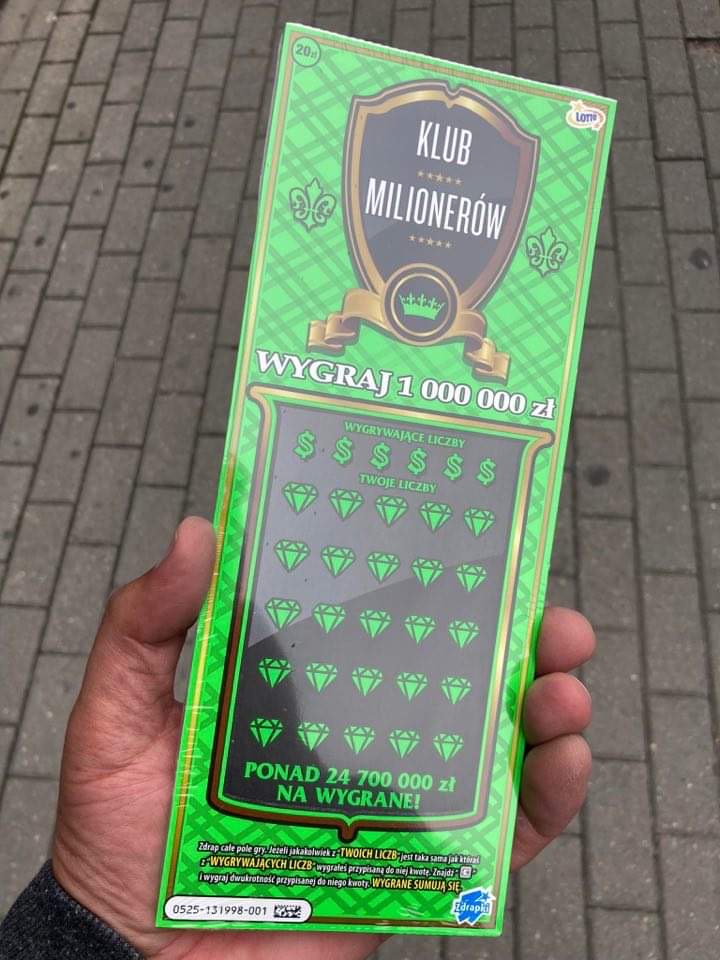 20zł
LOTTO
KLUB
MILIONERÓW
WYGRAJ 1 000 000 zł
WYGRYWAJĄCE LICZBY
$ $ $ $ $ $
TWOJE LICZBY
PONAD 24 700 000 zł
NA WYGRANE!
Zdrap całe pole gry. Jeżeli jakakolwiek z "TWOICH LICZB" jest taka sama jak któraś
z "WYGRYWAJĄCYCH LICZB" wygrałeś przypisaną do niej kwotę. Znajdź "
i wygraj dwukrotność przypisanej do niego kwoty. WYGRANE SUMUJĄ SIĘ.
0525-131998-001
Zdrapki